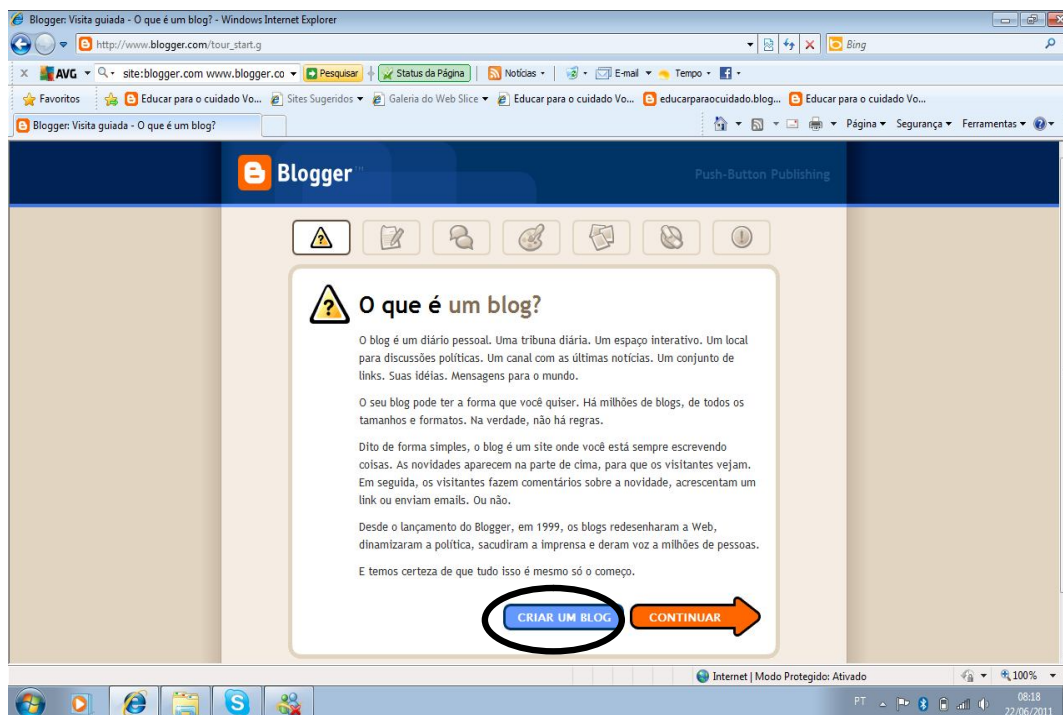 Blogger: Visita guiada - O que é um blog? - Windows Internet Explorer
http://www.blogger.com/tour_start.g
Bing
AVG site:blogger.com www.blogger.co Pesquisar Status da Página Notícias E-mail Tempo
Favoritos Educar para o cuidado Vo... Sites Sugeridos Galeria do Web Slice Educar para o cuidado Vo... educarparaocuidado.blog... Educar para o cuidado Vo...
Blogger: Visita guiada - O que é um blog? Página Segurança Ferramentas
Blogger™ Push-Button Publishing
O que é um blog?
O blog é um diário pessoal. Uma tribuna diária. Um espaço interativo. Um local
para discussões políticas. Um canal com as últimas notícias. Um conjunto de
links. Suas idéias. Mensagens para o mundo.
O seu blog pode ter a forma que você quiser. Há milhões de blogs, de todos os
tamanhos e formatos. Na verdade, não há regras.
Dito de forma simples, o blog é um site onde você está sempre escrevendo
coisas. As novidades aparecem na parte de cima, para que os visitantes vejam.
Em seguida, os visitantes fazem comentários sobre a novidade, acrescentam um
link ou enviam emails. Ou não.
Desde o lançamento do Blogger, em 1999, os blogs redesenharam a Web,
dinamizaram a política, sacudiram a imprensa e deram voz a milhões de pessoas.
E temos certeza de que tudo isso é mesmo só o começo.
CRIAR UM BLOG CONTINUAR
Internet | Modo Protegido: Ativado 100%
PT 08:18
22/06/2011